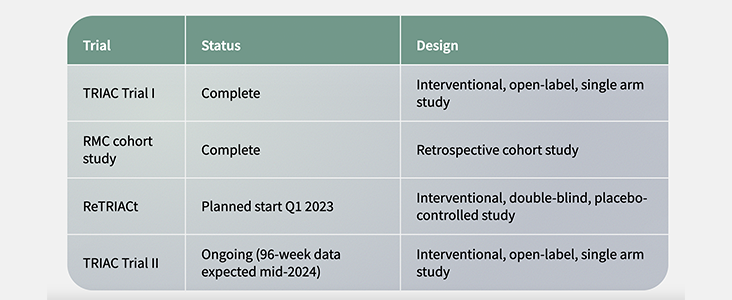 Trial Status Design
TRIAC Trial I Complete Interventional, open-label, single arm
study
RMC cohort
study Complete Retrospective cohort study
ReTRIACt Planned start Q1 2023 Interventional, double-blind, placebo-
controlled study
TRIAC Trial II Ongoing (96-week data
expected mid-2024) Interventional, open-label, single arm
study